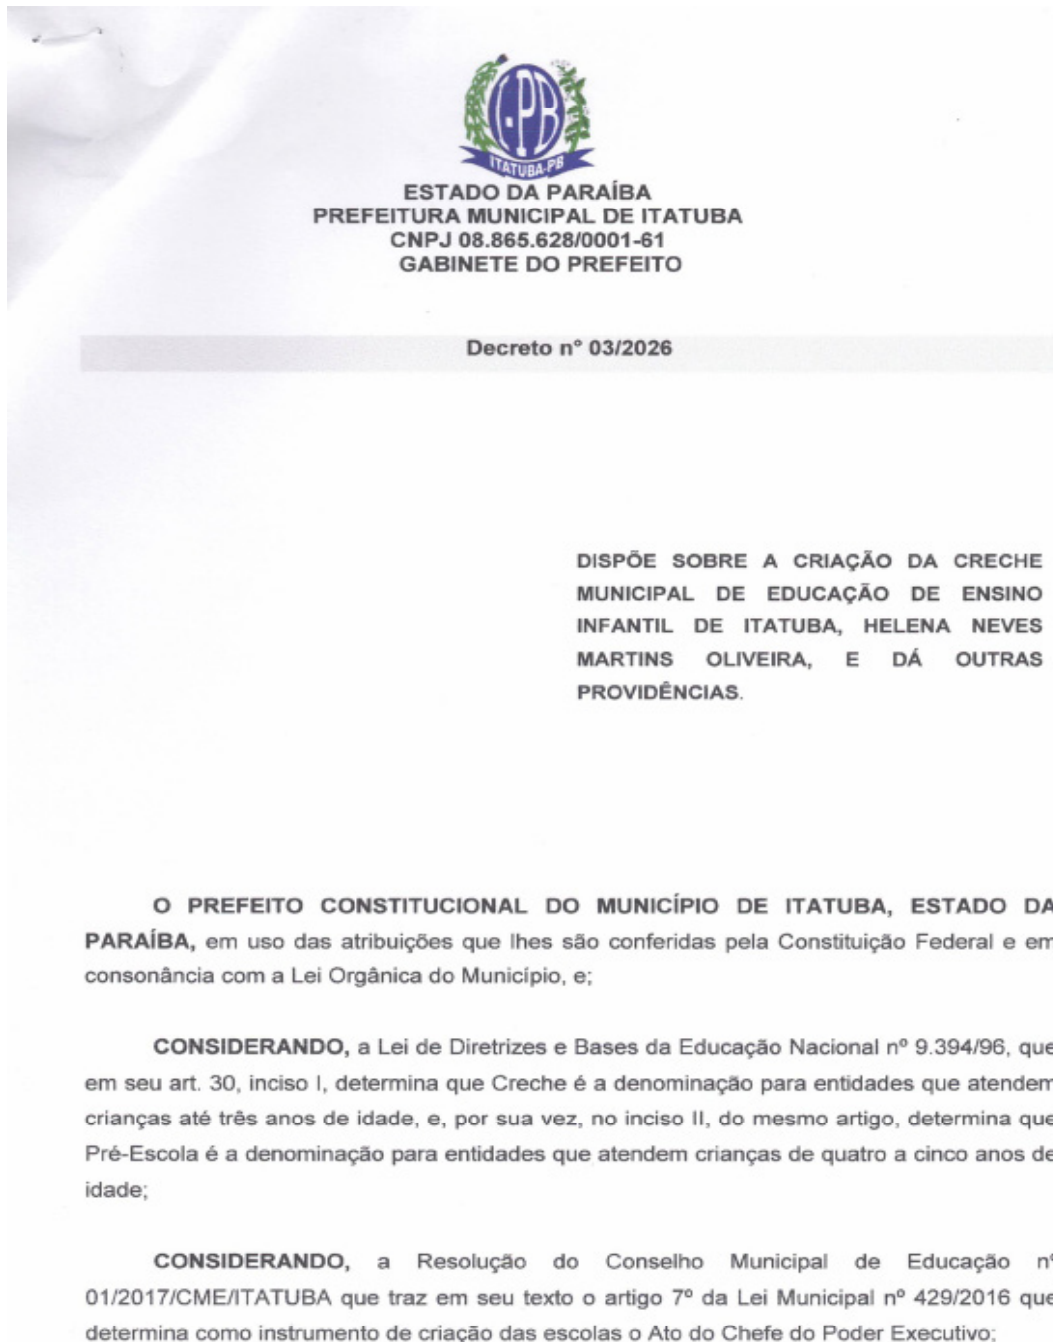 I-PB
ITATUBA-PB
ESTADO DA PARAÍBA
PREFEITURA MUNICIPAL DE ITATUBA
CNPJ 08.865.628/0001-61
GABINETE DO PREFEITO
Decreto n° 03/2026
DISPÕE SOBRE A CRIAÇÃO DA CRECHE
MUNICIPAL DE EDUCAÇÃO DE ENSINO
INFANTIL DE ITATUBA, HELENA NEVES
MARTINS OLIVEIRA, E DÁ OUTRAS
PROVIDÊNCIAS.
O PREFEITO CONSTITUCIONAL DO MUNICÍPIO DE ITATUBA, ESTADO DA
PARAÍBA, em uso das atribuições que lhes são conferidas pela Constituição Federal e em
consonância com a Lei Orgânica do Município, e;
CONSIDERANDO, a Lei de Diretrizes e Bases da Educação Nacional nº 9.394/96, que
em seu art. 30, inciso I, determina que Creche é a denominação para entidades que atendem
crianças até três anos de idade, e, por sua vez, no inciso II, do mesmo artigo, determina que
Pré-Escola é a denominação para entidades que atendem crianças de quatro a cinco anos de
idade;
CONSIDERANDO, a Resolução do Conselho Municipal de Educação nº
01/2017/CME/ITATUBA que traz em seu texto o artigo 7º da Lei Municipal nº 429/2016 que
determina como instrumento de criação das escolas o Ato do Chefe do Poder Executivo;